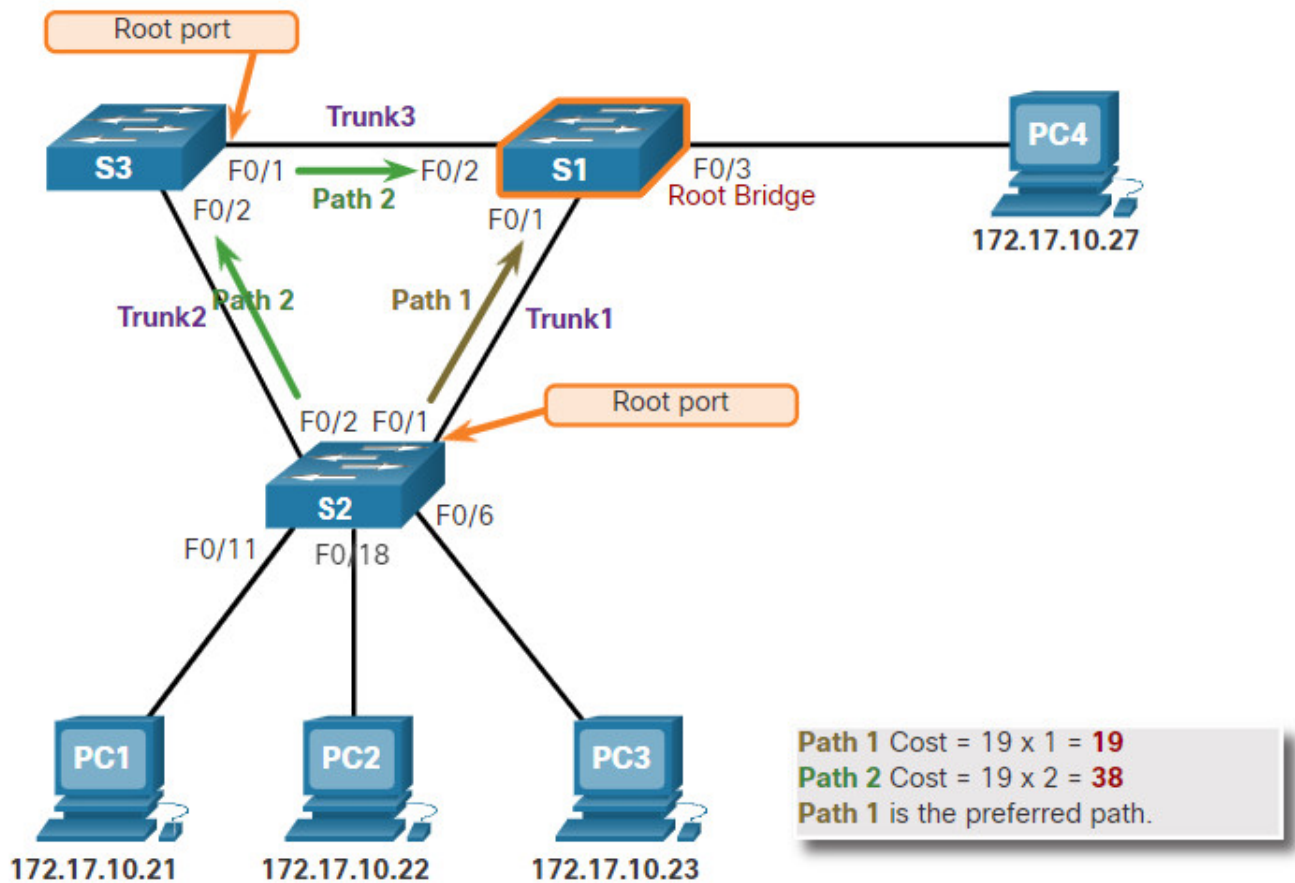 Root port
Trunk3
S3
F0/1
F0/2
S1
F0/3
PC4
Path 2
Root Bridge
F0/2
F0/1
172.17.10.27
Path 2
Path 1
Trunk2
Trunk1
Root port
F0/2 F0/1
S2
F0/6
F0/11
F0/18
PC1
PC2
PC3
Path 1 Cost = 19 x 1 = 19
Path 2 Cost = 19 x 2 = 38
Path 1 is the preferred path.
172.17.10.21
172.17.10.22
172.17.10.23